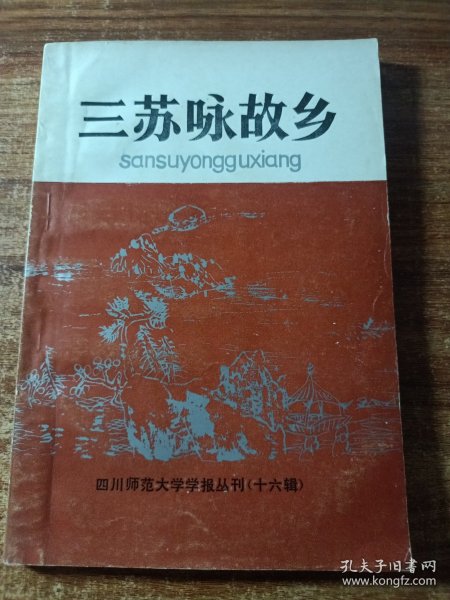 三苏咏故乡
sansuyongguxiang
四川师范大学学报丛刊（十六辑）
孔夫子旧书网
www.kongfz.com